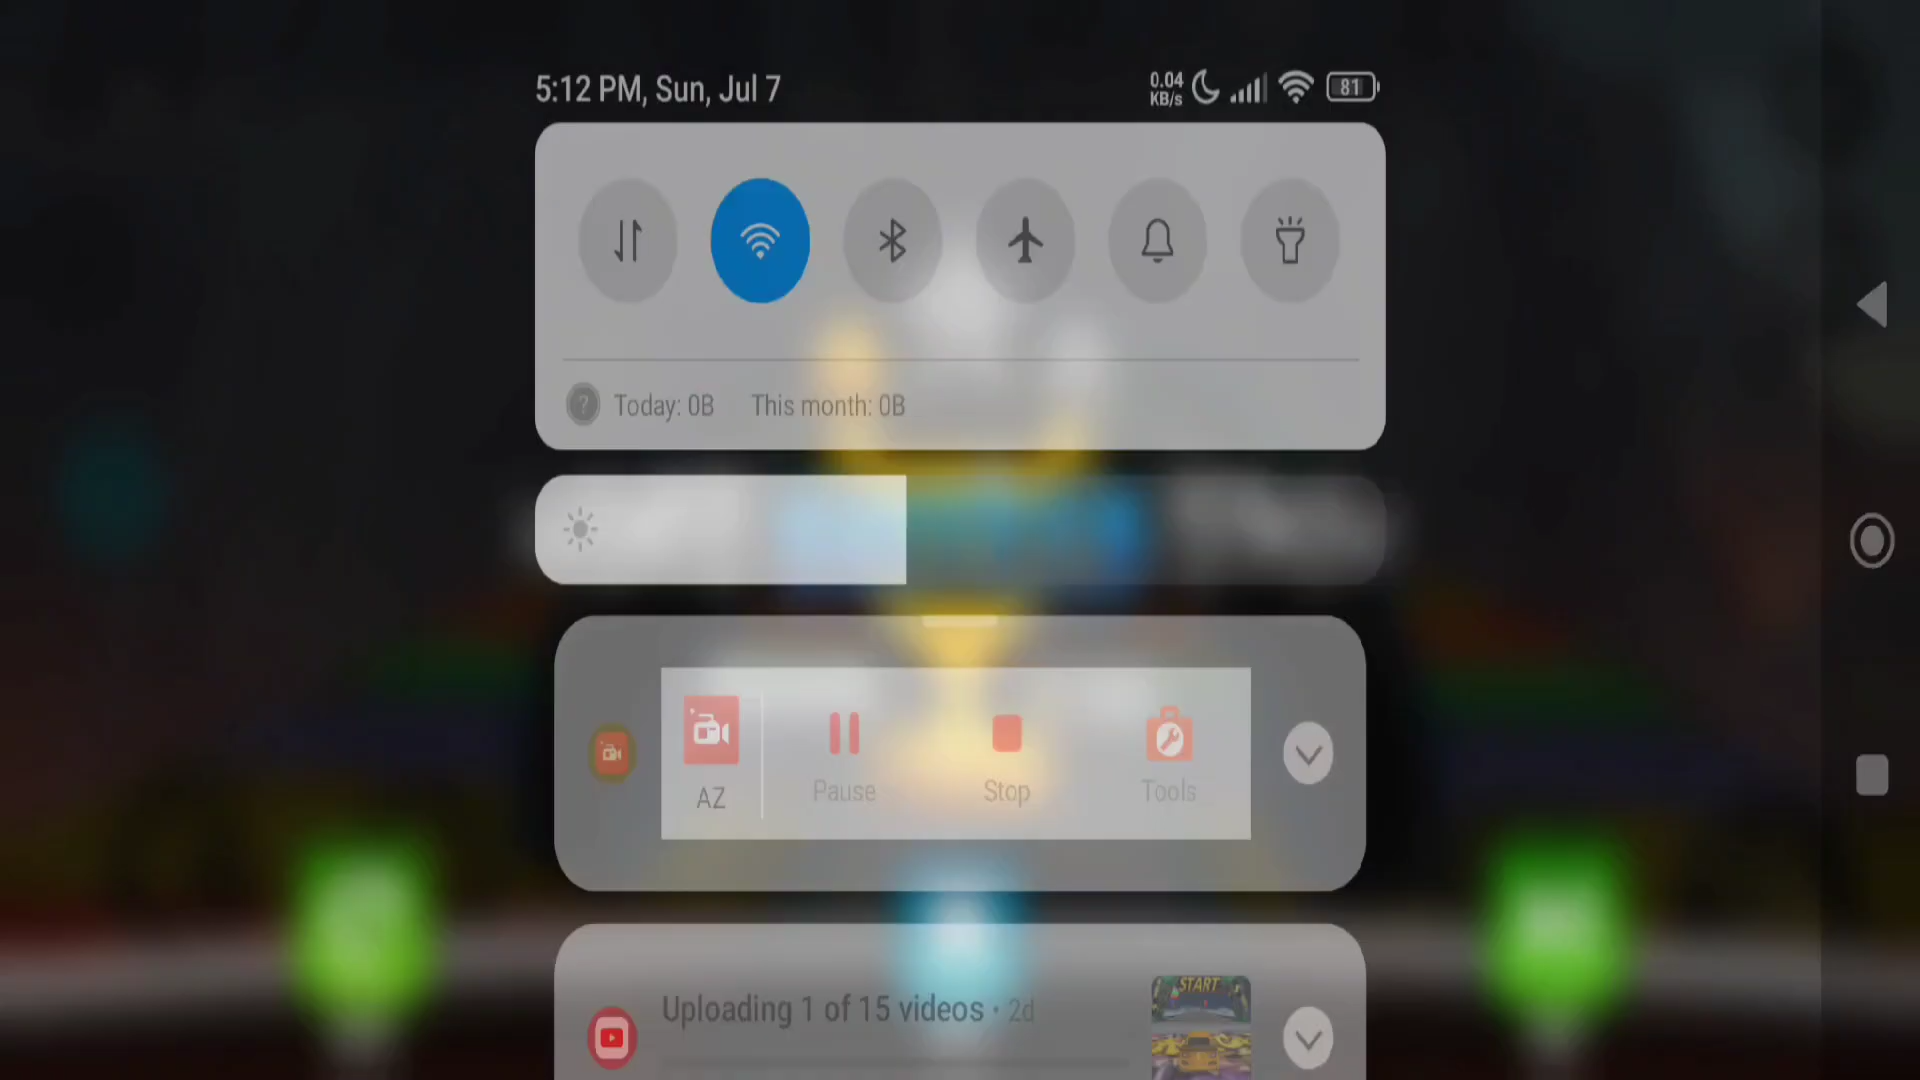 5:12 PM, Sun, Jul 7
0.04
KB/s
81
? Today: 0B This month: 0B
AZ Pause Stop Tools
Uploading 1 of 15 videos • 2d
START